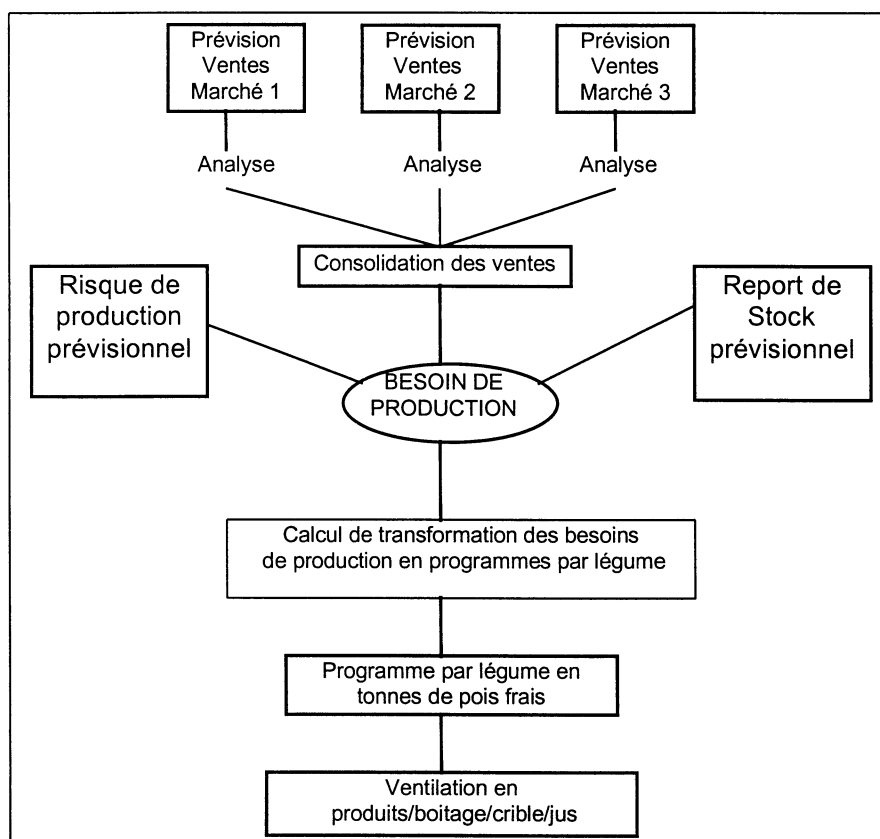 Prévision
Ventes
Marché 1
Prévision
Ventes
Marché 2
Prévision
Ventes
Marché 3
Analyse
Analyse
Analyse
Consolidation des ventes
Risque de
production
prévisionnel
Report de
Stock
prévisionnel
BESOIN DE
PRODUCTION
Calcul de transformation des besoins
de production en programmes par légume
Programme par légume en
tonnes de pois frais
Ventilation en
produits/boitage/crible/jus